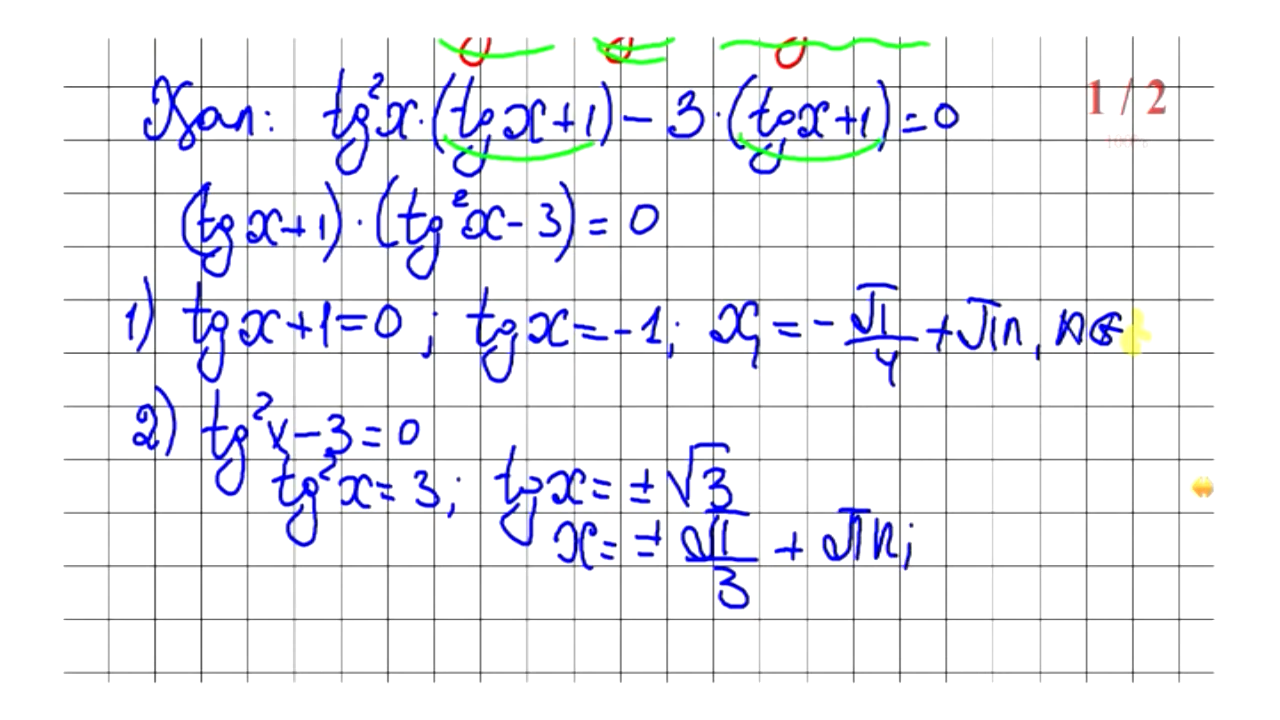 tg²x·(tgx+1)-3·(tgx+1)=0
1 / 2
100%
(tgx+1)·(tg²x-3)=0
1) tgx+1=0; tgx=-1; x₁=-π/4+πn, n∈
2) tg²x-3=0
tg²x=3; tgx=±√3
x=±π/3+πn;